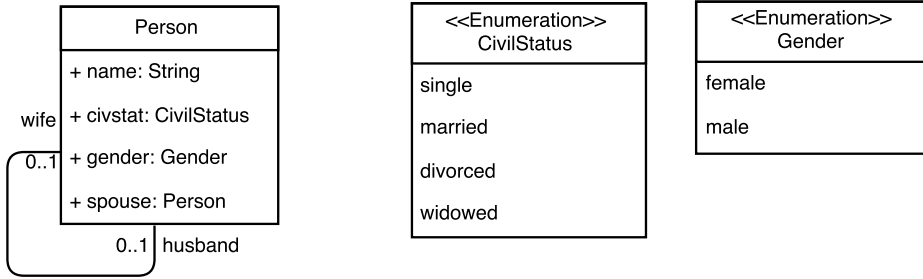 Person
+ name: String
+ civstat: CivilStatus
+ gender: Gender
+ spouse: Person
wife
0..1
0..1 husband
<<Enumeration>>
CivilStatus
single
married
divorced
widowed
<<Enumeration>>
Gender
female
male